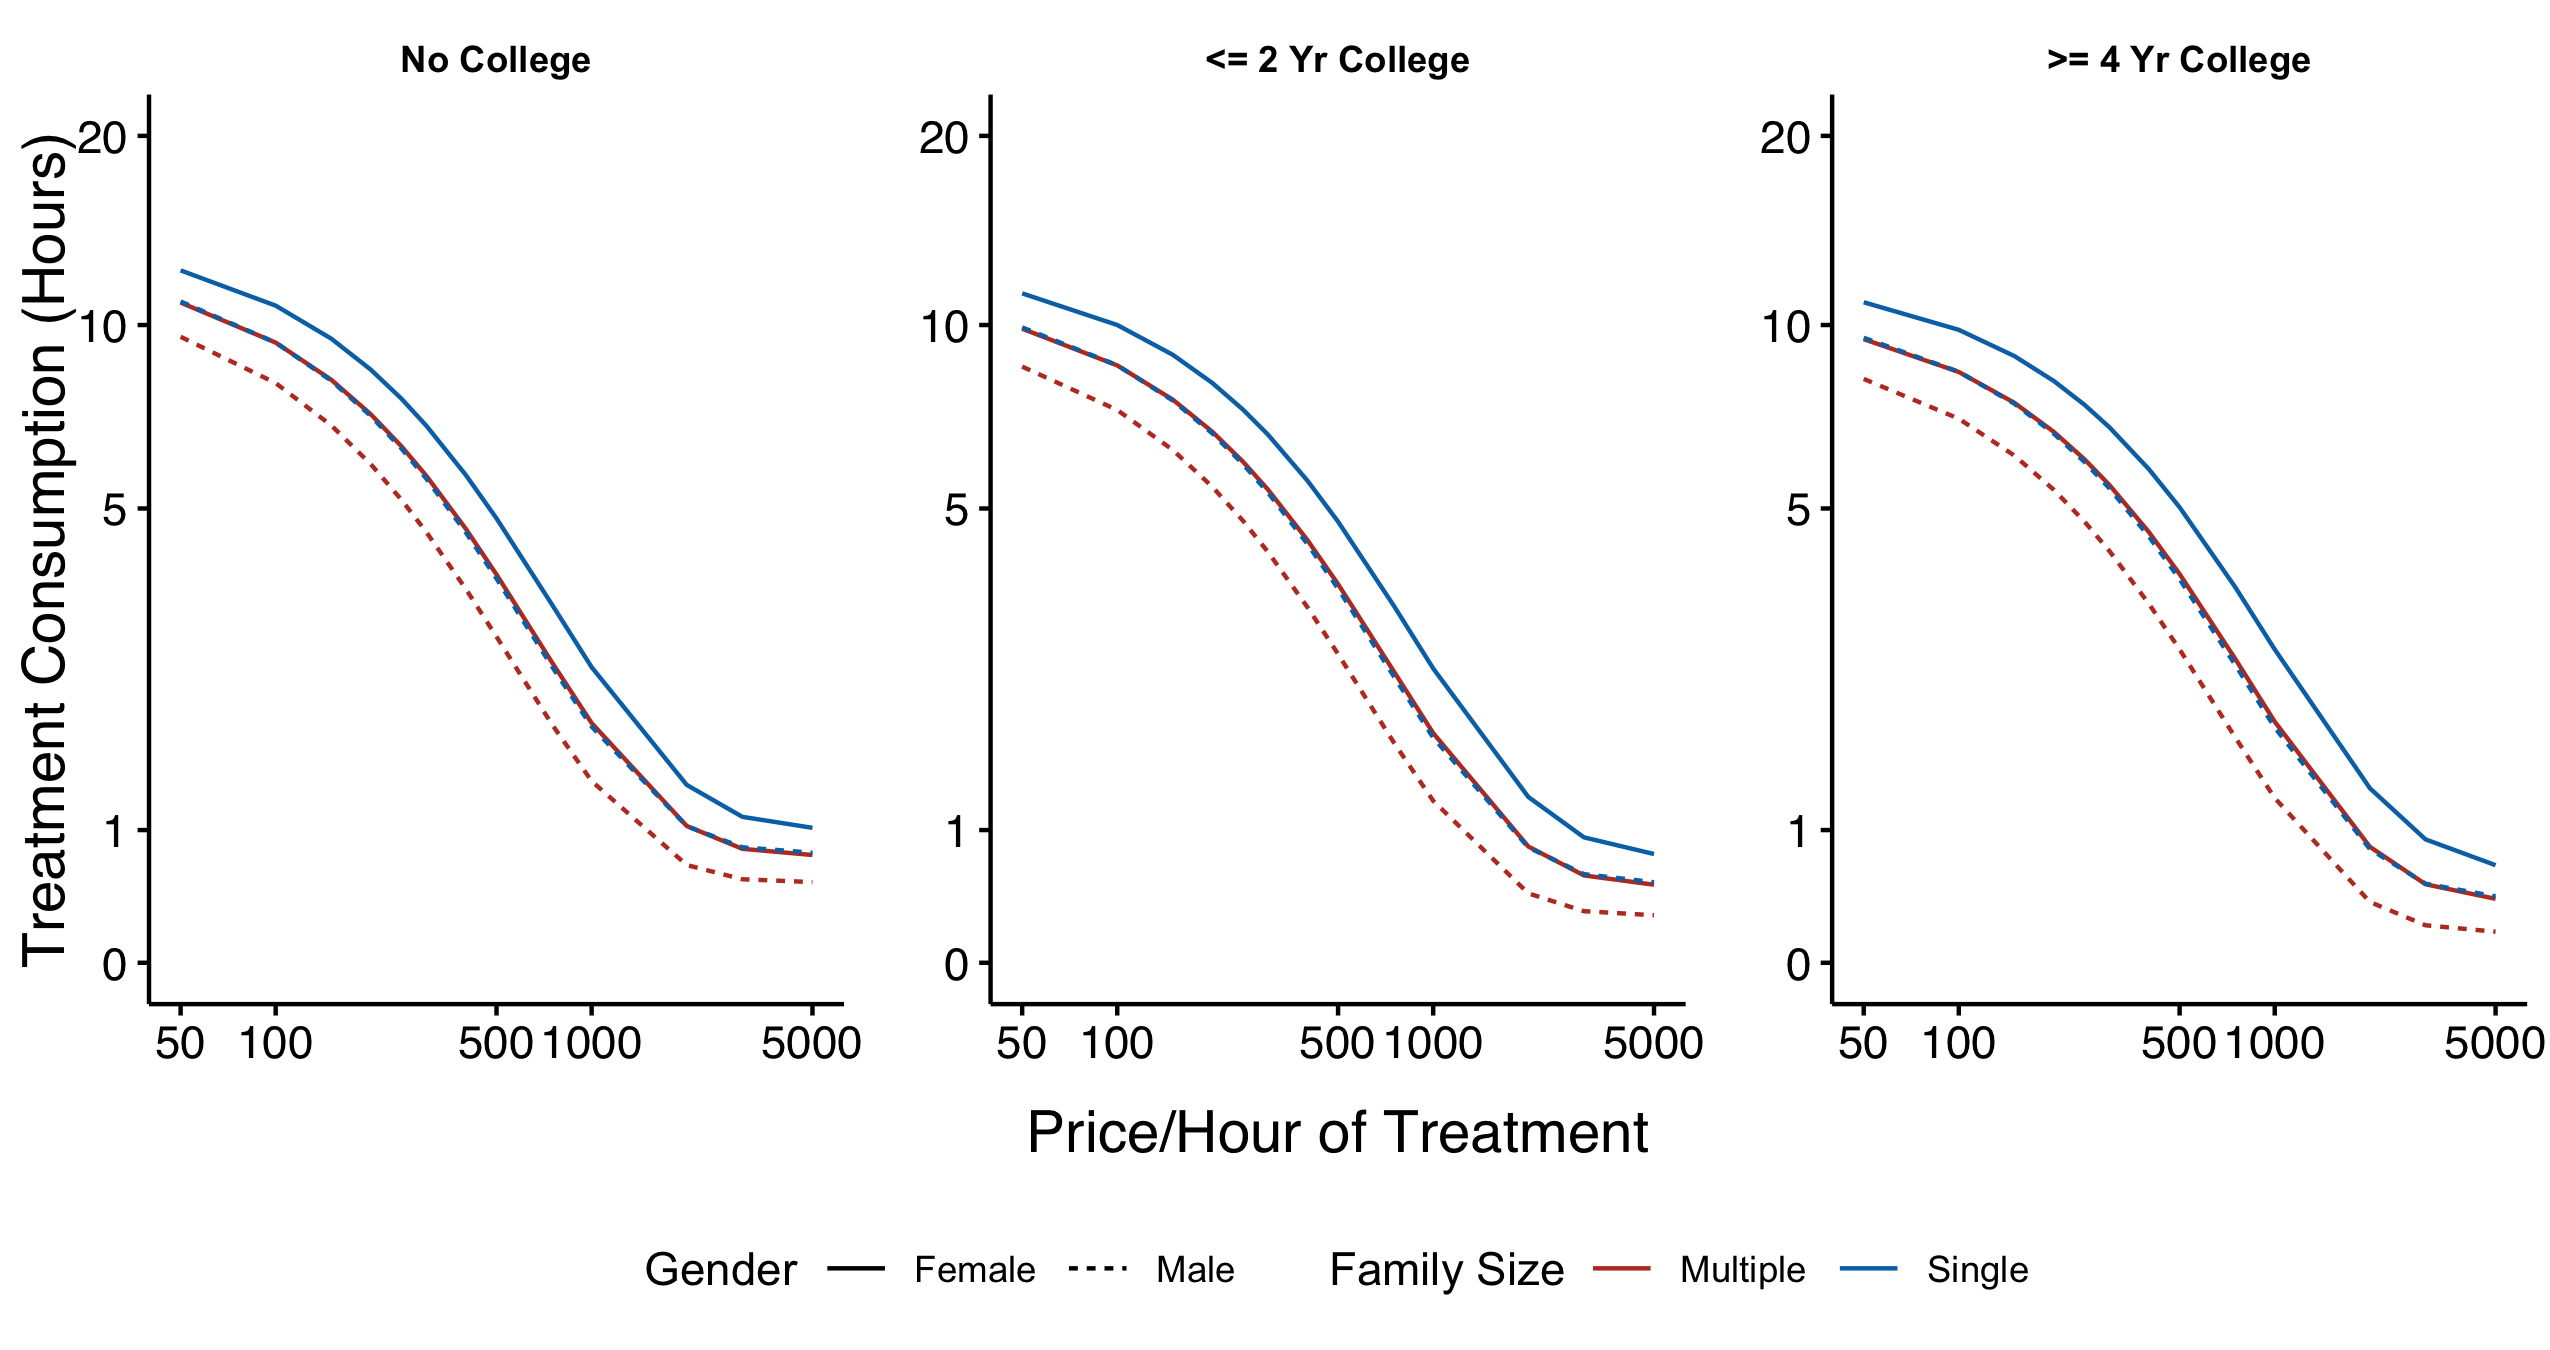 No College
<= 2 Yr College
>= 4 Yr College
Treatment Consumption (Hours)
20
10
5
1
0
20
10
5
1
0
20
10
5
1
0
50 100 500 1000 5000
50 100 500 1000 5000
50 100 500 1000 5000
Price/Hour of Treatment
Gender Female Male Family Size Multiple Single